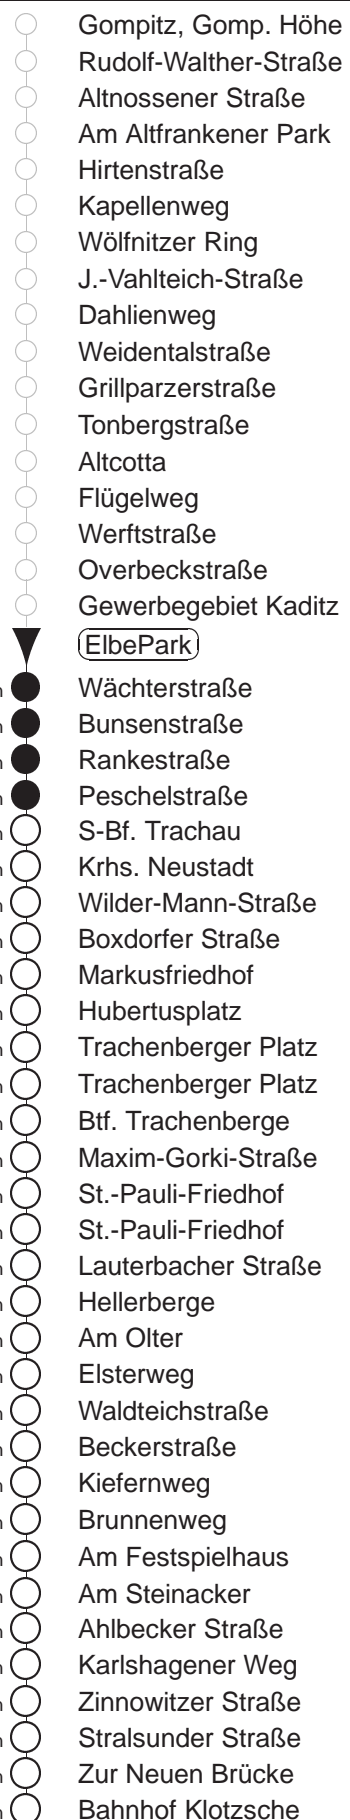 Gompitz, Gomp. Höhe
Rudolf-Walther-Straße
Altnossener Straße
Am Altfrankener Park
Hirtenstraße
Kapellenweg
Wölfnitzer Ring
J.-Vahlteich-Straße
Dahlienweg
Weidentalstraße
Grillparzerstraße
Tonbergstraße
Altcotta
Flügelweg
Werftstraße
Overbeckstraße
Gewerbegebiet Kaditz
ElbePark
Wächterstraße
Bunsenstraße
Rankestraße
Peschelstraße
S-Bf. Trachau
Krhs. Neustadt
Wilder-Mann-Straße
Boxdorfer Straße
Markusfriedhof
Hubertusplatz
Trachenberger Platz
Trachenberger Platz
Btf. Trachenberge
Maxim-Gorki-Straße
St.-Pauli-Friedhof
St.-Pauli-Friedhof
Lauterbacher Straße
Hellerberge
Am Olter
Elsterweg
Waldteichstraße
Beckerstraße
Kiefernweg
Brunnenweg
Am Festspielhaus
Am Steinacker
Ahlbecker Straße
Karlshagener Weg
Zinnowitzer Straße
Stralsunder Straße
Zur Neuen Brücke
Bahnhof Klotzsche